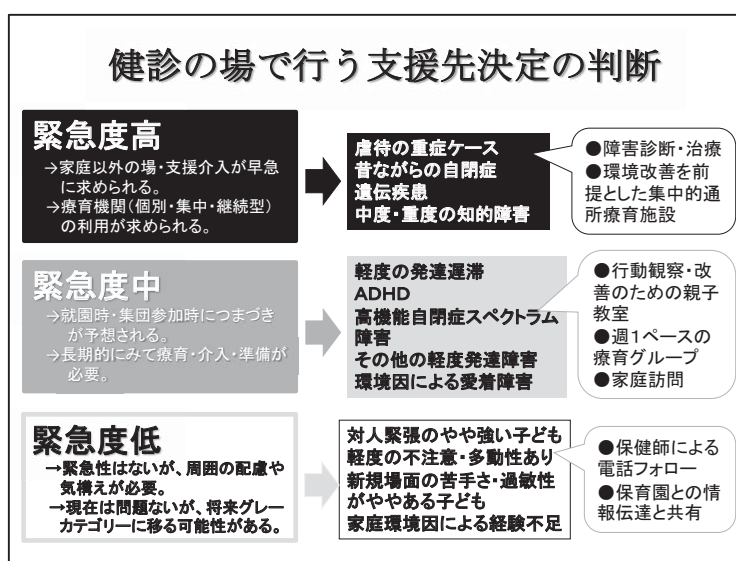 健診の場で行う支援先決定の判断
緊急度高
→家庭以外の場・支援介入が早急
に求められる。
→療育機関(個別・集中・継続型)
の利用が求められる。
虐待の重症ケース
昔ながらの自閉症
遺伝疾患
中度・重度の知的障害
●障害診断・治療
●環境改善を前
提とした集中的通
所療育施設
緊急度中
→就園時・集団参加時につまづき
が予想される。
→長期的にみて療育・介入・準備が
必要。
軽度の発達遅滞
ADHD
高機能自閉症スペクトラム
障害
その他の軽度発達障害
環境因による愛着障害
●行動観察・改
善のための親子
教室
●週1ペースの
療育グループ
●家庭訪問
緊急度低
→緊急性はないが、周囲の配慮や
気構えが必要。
→現在は問題ないが、将来グレー
カテゴリーに移る可能性がある。
対人緊張のやや強い子ども
軽度の不注意・多動性あり
新規場面の苦手さ・過敏性
がややある子ども
家庭環境因による経験不足
●保健師による
電話フォロー
●保育園との情
報伝達と共有